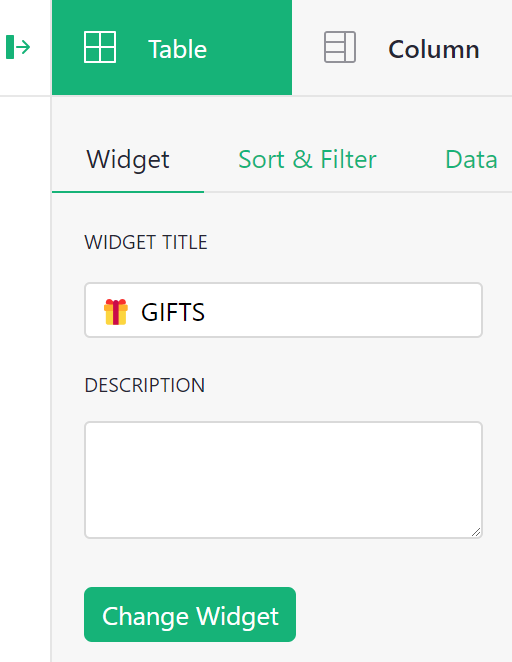 Table Column
Widget Sort & Filter Data
WIDGET TITLE
🎁 GIFTS
DESCRIPTION
Change Widget